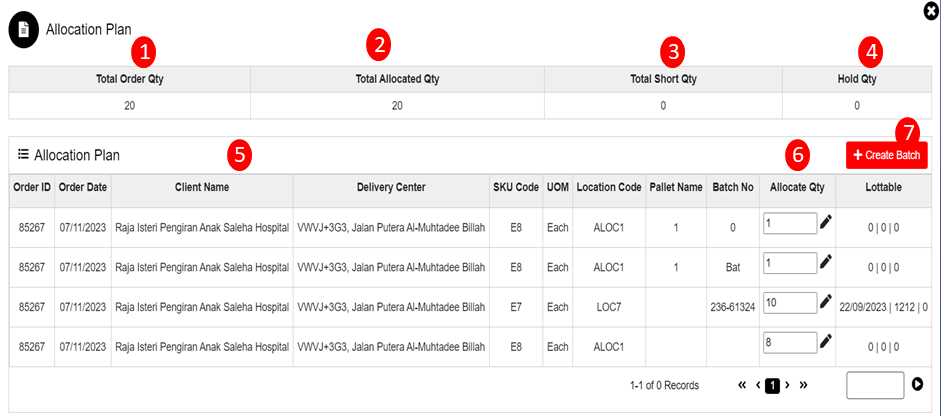 Allocation Plan
1 2 3 4
Total Order Qty Total Allocated Qty Total Short Qty Hold Qty
20 20 0 0
7
Allocation Plan 5 6 + Create Batch
Order ID Order Date Client Name Delivery Center SKU Code UOM Location Code Pallet Name Batch No Allocate Qty Lottable
85267 07/11/2023 Raja Isteri Pengiran Anak Saleha Hospital VWVJ+3G3, Jalan Putera Al-Muhtadee Billah E8 Each ALOC1 1 0 1 0 | 0 | 0
85267 07/11/2023 Raja Isteri Pengiran Anak Saleha Hospital VWVJ+3G3, Jalan Putera Al-Muhtadee Billah E8 Each ALOC1 1 Bat 1 0 | 0 | 0
85267 07/11/2023 Raja Isteri Pengiran Anak Saleha Hospital VWVJ+3G3, Jalan Putera Al-Muhtadee Billah E7 Each LOC7 236-61324 10 22/09/2023 | 1212 | 0
85267 07/11/2023 Raja Isteri Pengiran Anak Saleha Hospital VWVJ+3G3, Jalan Putera Al-Muhtadee Billah E8 Each ALOC1 8 0 | 0 | 0
1-1 of 0 Records « ‹ 1 › »